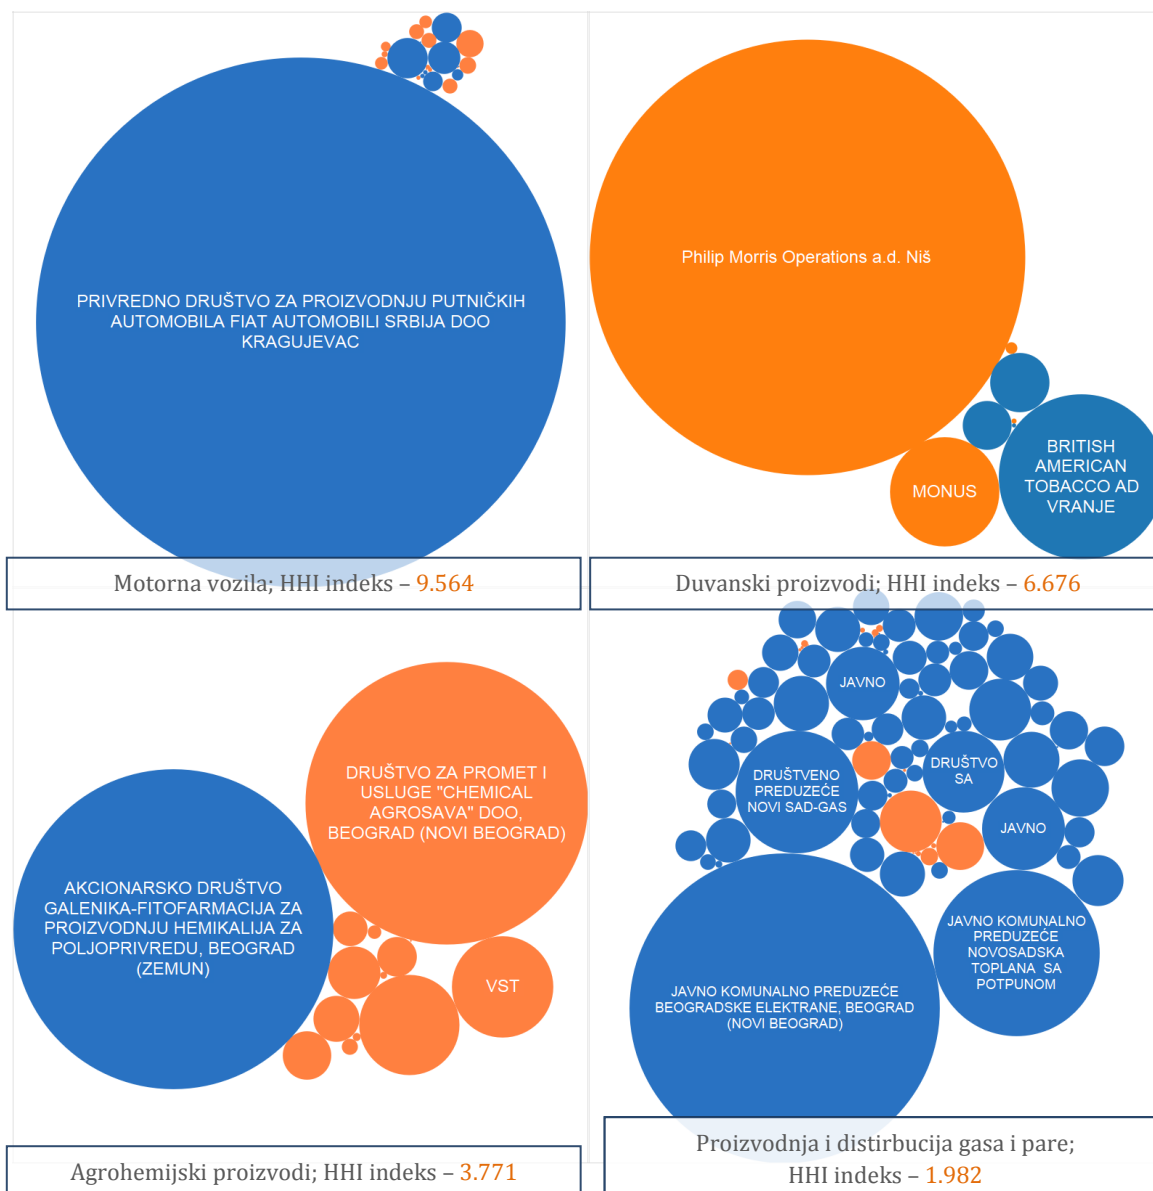 PRIVREDNO DRUŠTVO ZA PROIZVODNJU PUTNIČKIH
AUTOMOBILA FIAT AUTOMOBILI SRBIJA DOO
KRAGUJEVAC
Motorna vozila; HHI indeks – 9.564
Philip Morris Operations a.d. Niš
MONUS
BRITISH
AMERICAN
TOBACCO AD
VRANJE
Duvanski proizvodi; HHI indeks – 6.676
DRUŠTVO ZA PROMET I
USLUGE "CHEMICAL
AGROSAVA" DOO,
BEOGRAD (NOVI BEOGRAD)
AKCIONARSKO DRUŠTVO
GALENIKA-FITOFARMACIJA ZA
PROIZVODNJU HEMIKALIJA ZA
POLJOPRIVREDU, BEOGRAD
(ZEMUN)
VST
Agrohemijski proizvodi; HHI indeks – 3.771
JAVNO
DRUŠTVENO
PREDUZEĆE
NOVI SAD-GAS
DRUŠTVO
SA
JAVNO
JAVNO KOMUNALNO
PREDUZEĆE
NOVOSADSKA
TOPLANA SA
POTPUNOM
JAVNO KOMUNALNO PREDUZEĆE
BEOGRADSKE ELEKTRANE, BEOGRAD
(NOVI BEOGRAD)
Proizvodnja i distirbucija gasa i pare;
HHI indeks – 1.982